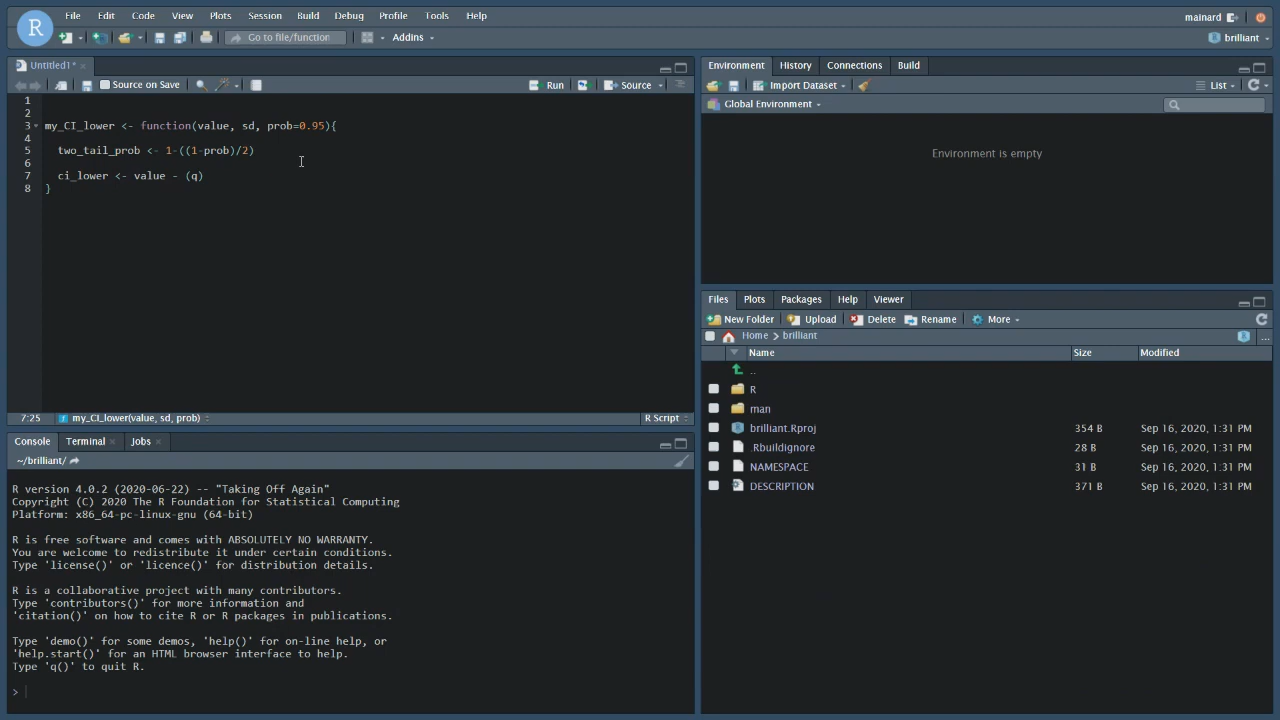 R File Edit Code View Plots Session Build Debug Profile Tools Help mainard
Go to file/function Addins brilliant
Untitled1* ×
Source on Save Run Source
1
2
3 my_CI_lower <- function(value, sd, prob=0.95){
4
5 two_tail_prob <- 1-((1-prob)/2)
6
7 ci_lower <- value - (q)
8 }
7:25 my_CI_lower(value, sd, prob) R Script
Console Terminal × Jobs ×
~/brilliant/
R version 4.0.2 (2020-06-22) -- "Taking Off Again"
Copyright (C) 2020 The R Foundation for Statistical Computing
Platform: x86_64-pc-linux-gnu (64-bit)
R is free software and comes with ABSOLUTELY NO WARRANTY.
You are welcome to redistribute it under certain conditions.
Type 'license()' or 'licence()' for distribution details.
R is a collaborative project with many contributors.
Type 'contributors()' for more information and
'citation()' on how to cite R or R packages in publications.
Type 'demo()' for some demos, 'help()' for on-line help, or
'help.start()' for an HTML browser interface to help.
Type 'q()' to quit R.
>
Environment History Connections Build
Import Dataset List
Global Environment
Environment is empty
Files Plots Packages Help Viewer
New Folder Upload Delete Rename More
Home > brilliant ...
Name Size Modified
..
R
man
brilliant.Rproj 354 B Sep 16, 2020, 1:31 PM
.Rbuildignore 28 B Sep 16, 2020, 1:31 PM
NAMESPACE 31 B Sep 16, 2020, 1:31 PM
DESCRIPTION 371 B Sep 16, 2020, 1:31 PM